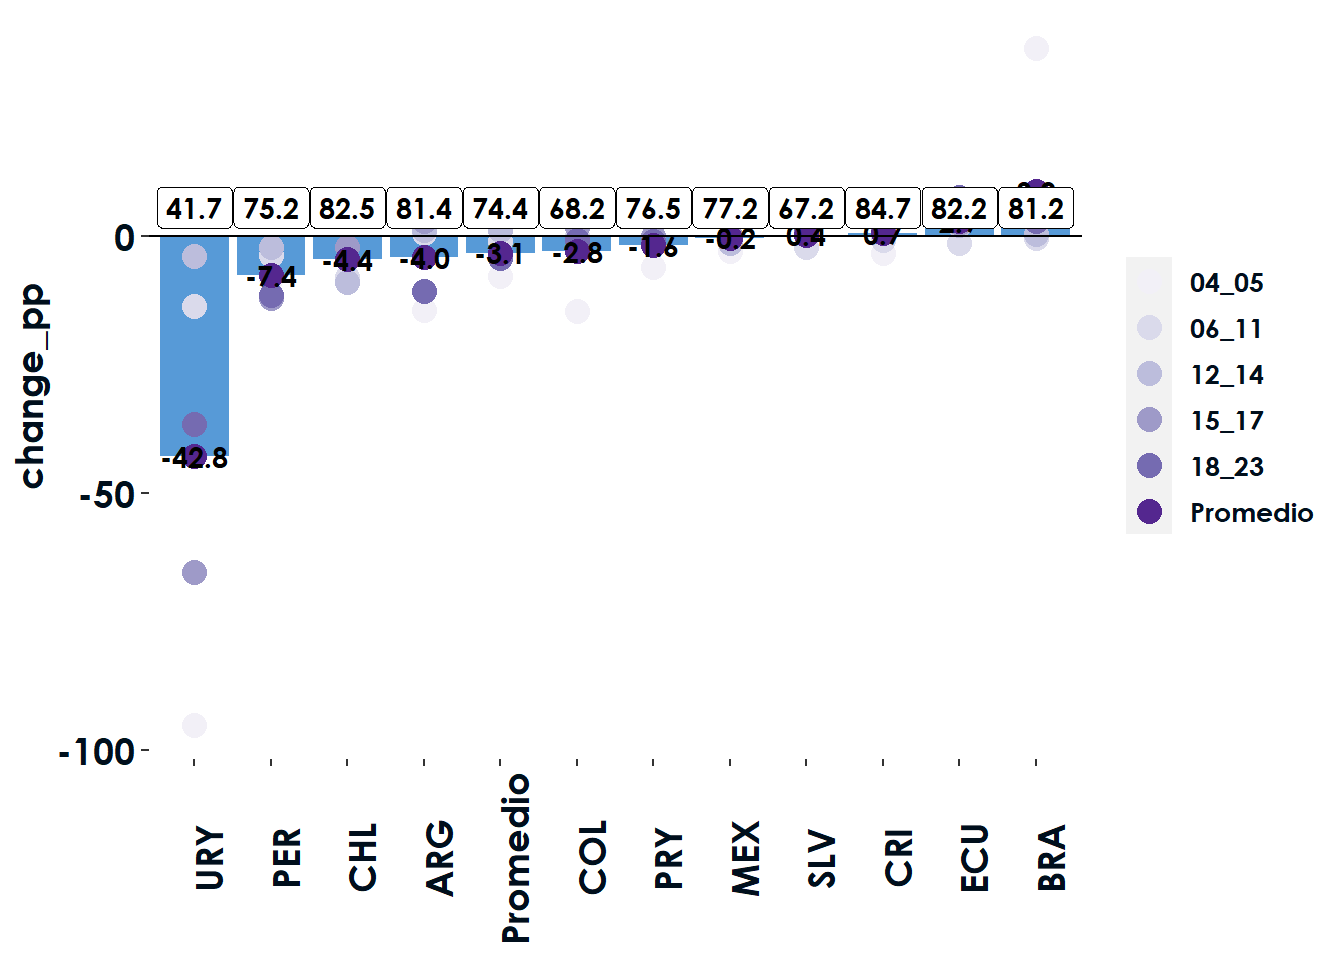 41.7 75.2 82.5 81.4 74.4 68.2 76.5 77.2 67.2 84.7 82.2 81.2
0
-7.4 -4.4 -4.0 -3.1 -2.8 -1.6 -0.2 0.4 0.7
-42.8
-50
-100
change_pp
URY PER CHL ARG Promedio COL PRY MEX SLV CRI ECU BRA
04_05
06_11
12_14
15_17
18_23
Promedio